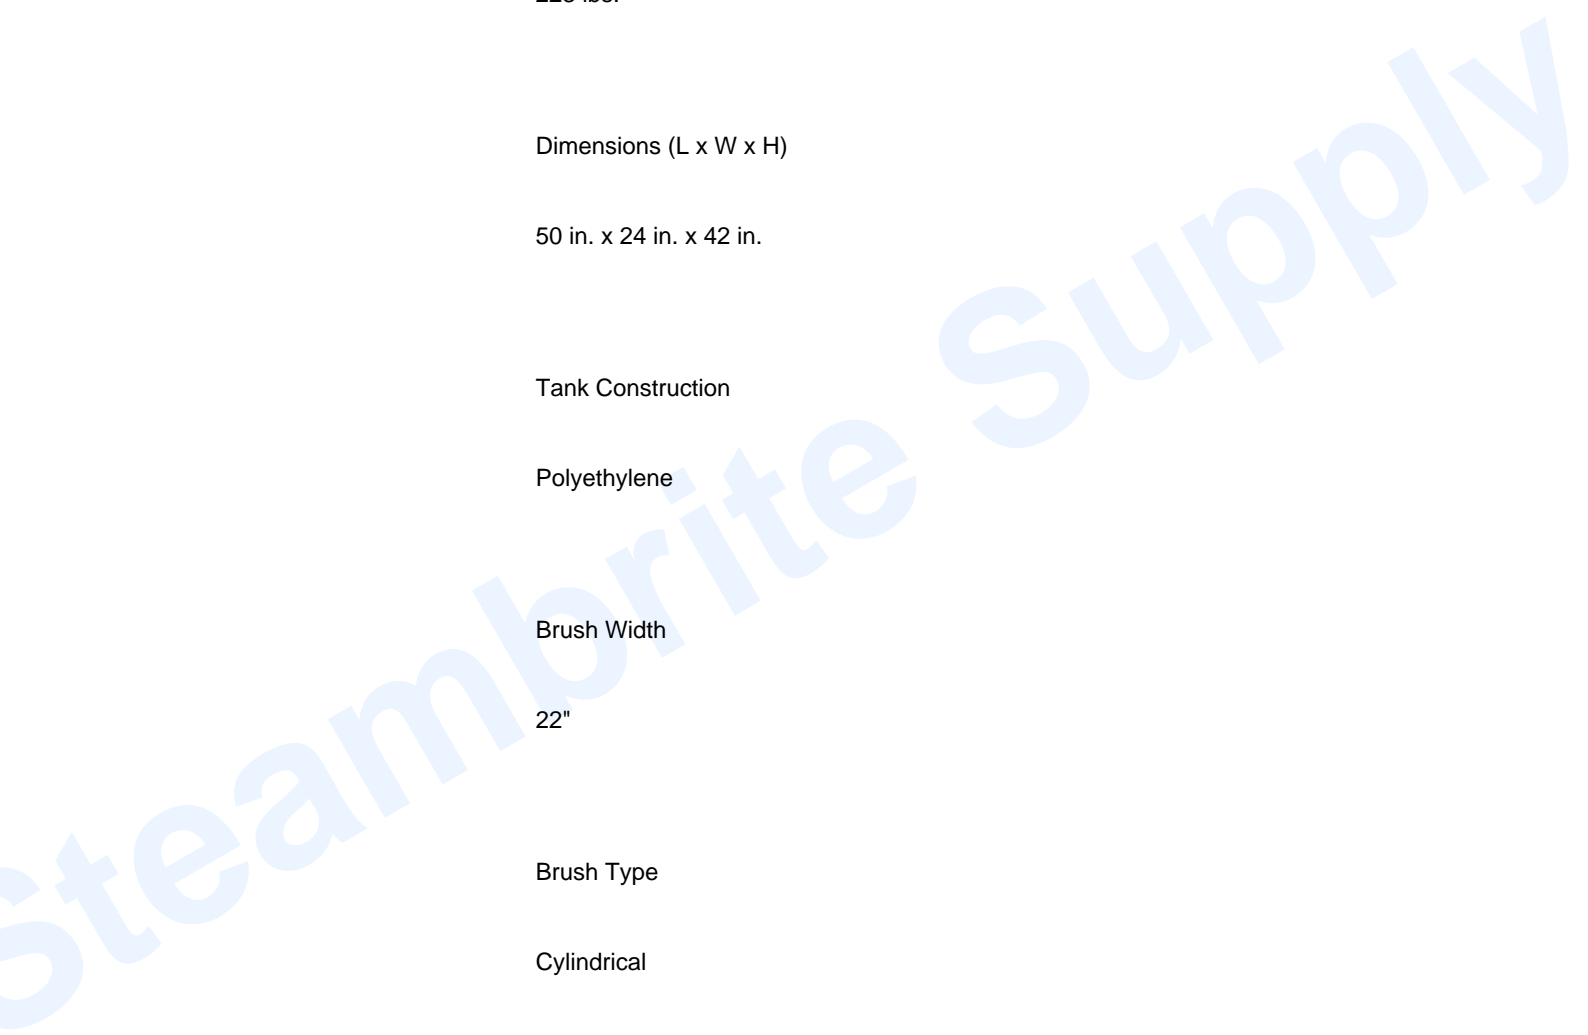 Dimensions (L x W x H)
50 in. x 24 in. x 42 in.
Tank Construction
Polyethylene
Brush Width
22"
Brush Type
Cylindrical
Steambrite Supply